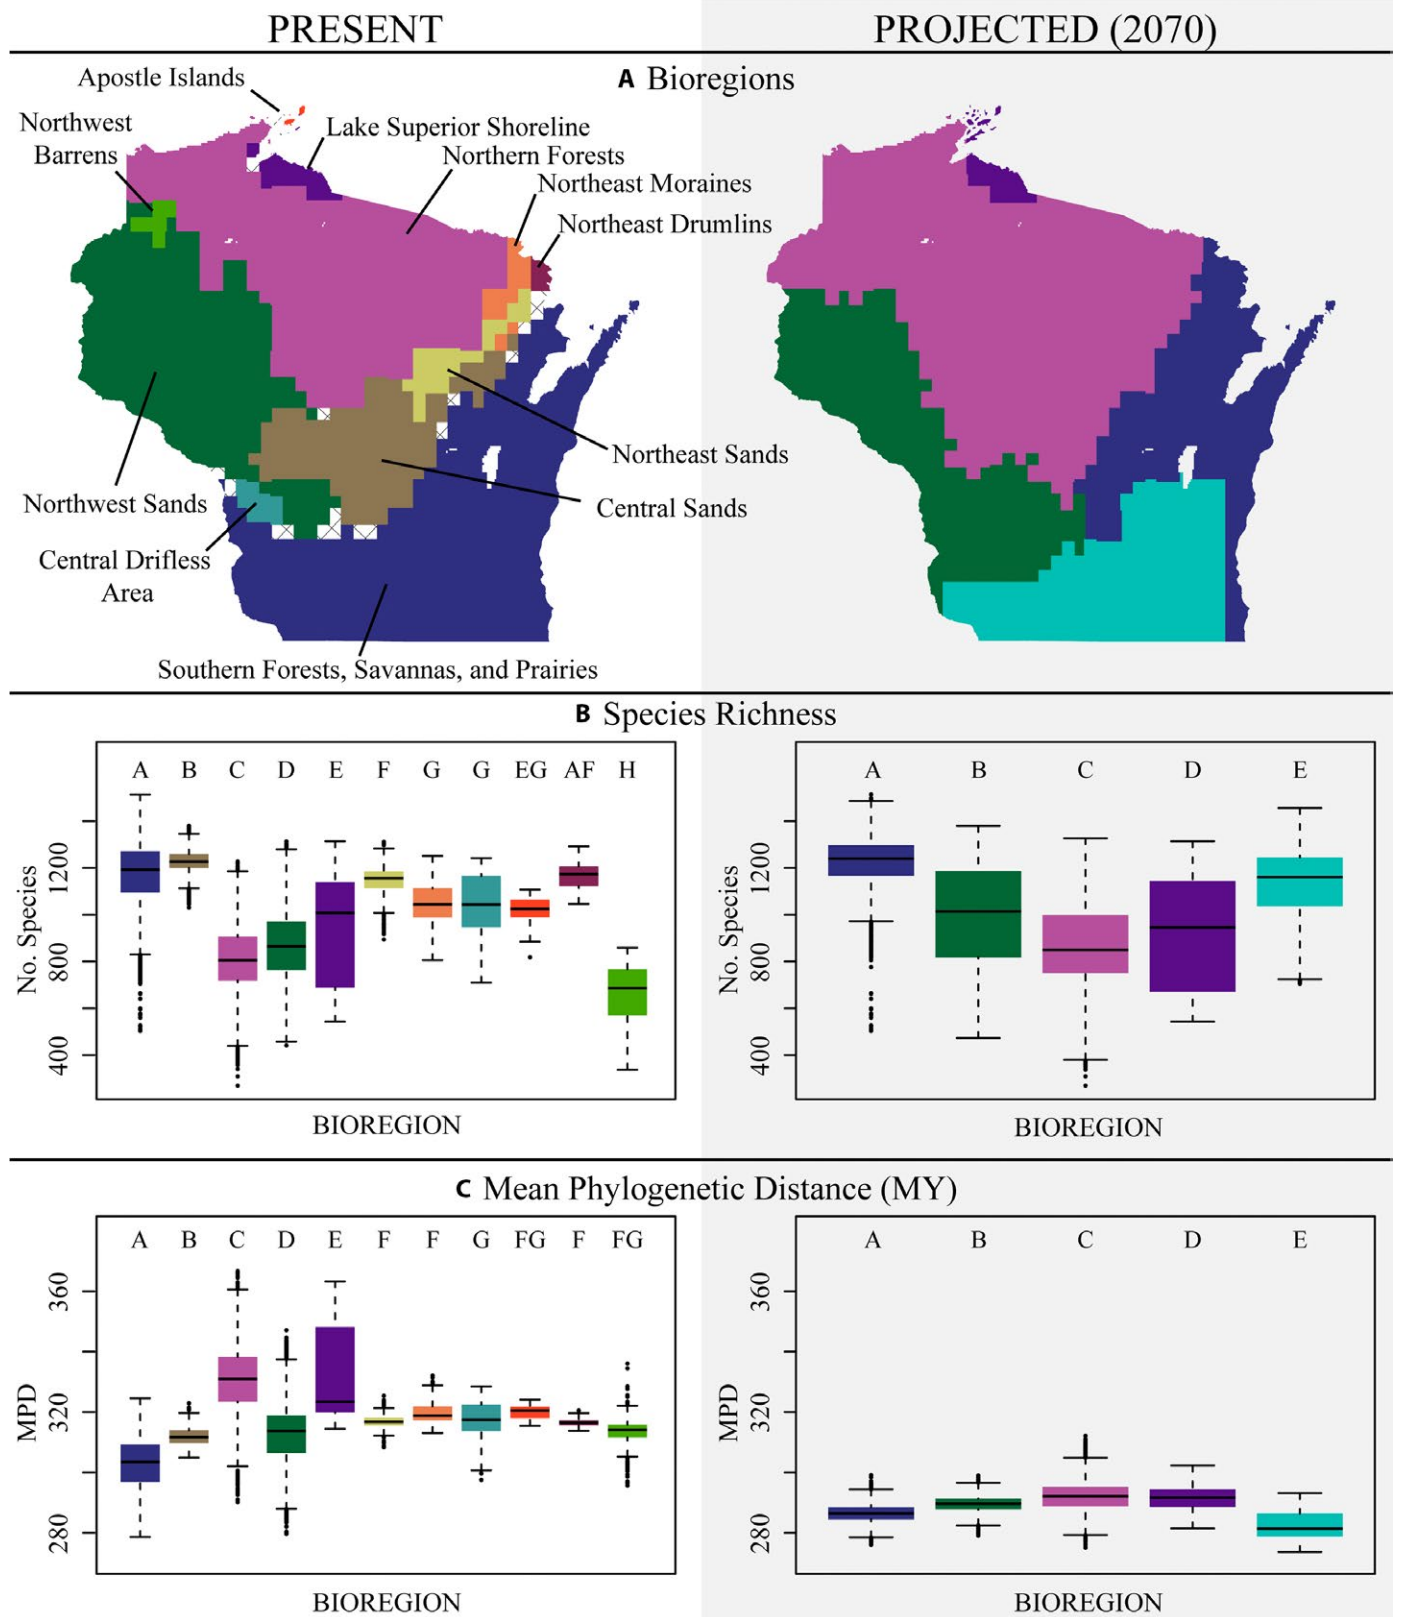 PRESENT
PROJECTED (2070)
A Bioregions
Apostle Islands
Northwest
Barrens
Lake Superior Shoreline
Northern Forests
Northeast Moraines
Northeast Drumlins
Northeast Sands
Central Sands
Northwest Sands
Central Drifless
Area
Southern Forests, Savannas, and Prairies
B Species Richness
A B C D E F G G EG AF H
No. Species
1200
800
400
BIOREGION
A B C D E
No. Species
1200
800
400
BIOREGION
C Mean Phylogenetic Distance (MY)
A B C D E F F G FG F FG
MPD
360
320
280
BIOREGION
A B C D E
MPD
360
320
280
BIOREGION